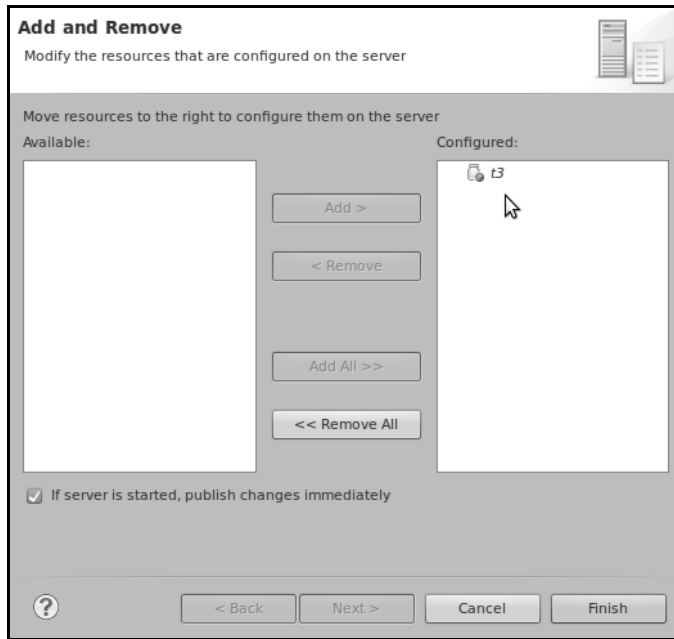 Add and Remove
Modify the resources that are configured on the server
Move resources to the right to configure them on the server
Available:
Configured:
t3
Add >
< Remove
Add All >>
<< Remove All
If server is started, publish changes immediately
?
< Back
Next >
Cancel
Finish